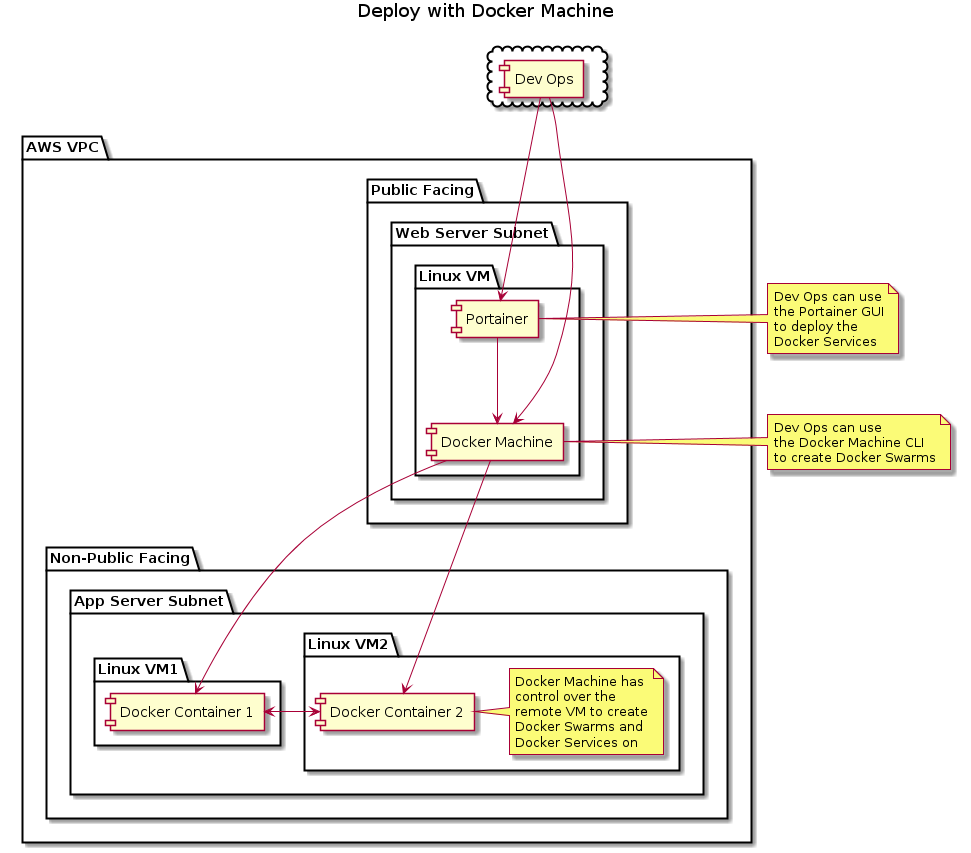 Deploy with Docker Machine
Dev Ops
AWS VPC
Public Facing
Web Server Subnet
Linux VM
Portainer
Dev Ops can use
the Portainer GUI
to deploy the
Docker Services
Docker Machine
Dev Ops can use
the Docker Machine CLI
to create Docker Swarms
Non-Public Facing
App Server Subnet
Linux VM1
Docker Container 1
Linux VM2
Docker Container 2
Docker Machine has
control over the
remote VM to create
Docker Swarms and
Docker Services on